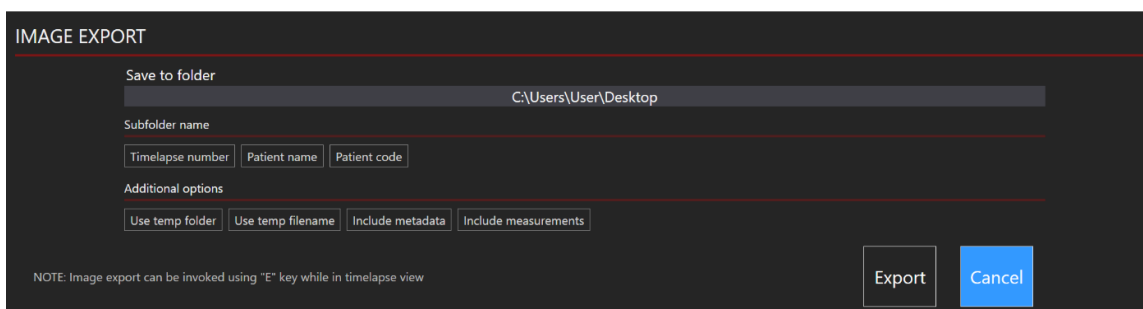 IMAGE EXPORT
Save to folder
C:\Users\User\Desktop
Subfolder name
Timelapse number Patient name Patient code
Additional options
Use temp folder Use temp filename Include metadata Include measurements
NOTE: Image export can be invoked using "E" key while in timelapse view
Export Cancel